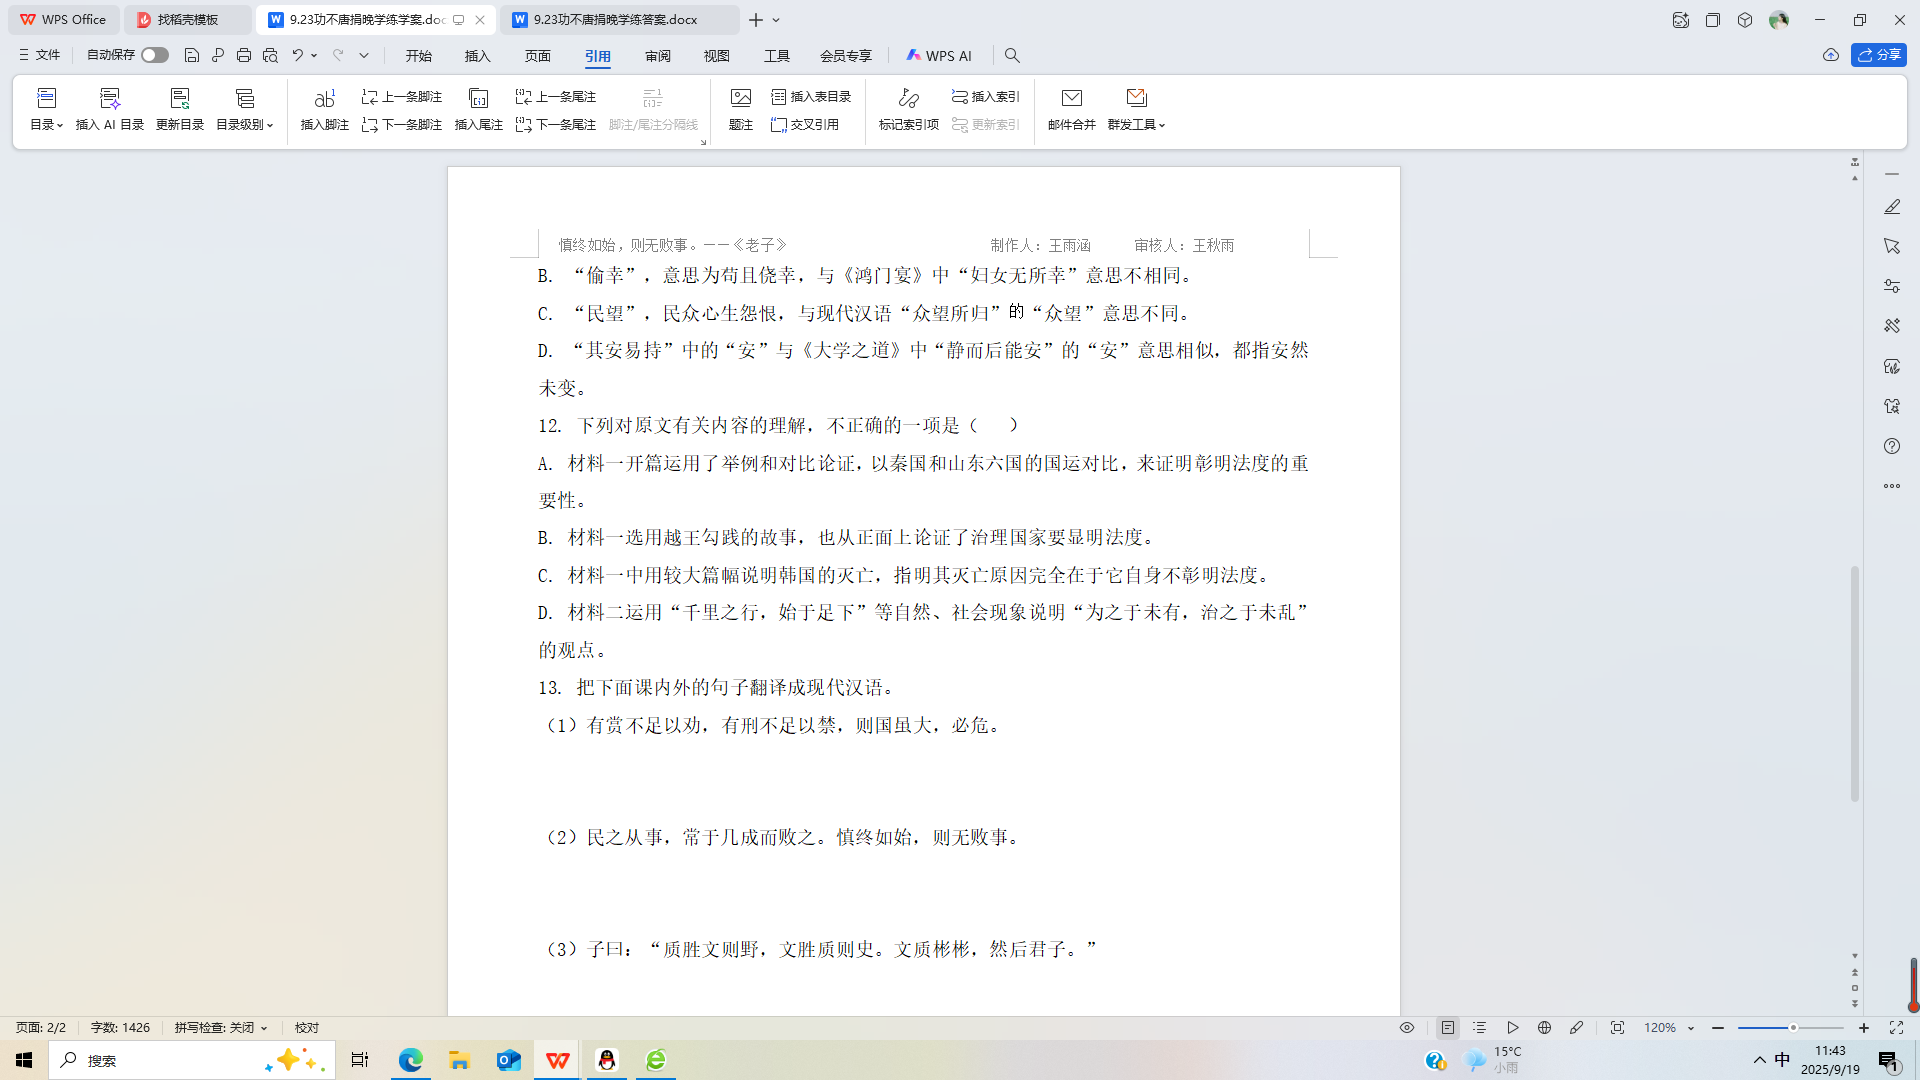 WPS Office
找稻壳模板
9.23功不唐捐晚学练学案.doc
9.23功不唐捐晚学练答案.docx
文件
自动保存
开始
插入
页面
引用
审阅
视图
工具
会员专享
WPS AI
分享
目录
插入 AI 目录
更新目录
目录级别
插入脚注
上一条脚注
下一条脚注
插入尾注
上一条尾注
下一条尾注
脚注/尾注分隔线
题注
插入表目录
交叉引用
标记索引项
插入索引
更新索引
邮件合并
群发工具
慎终如始，则无败事。——《老子》 制作人：王雨涵 审核人：王秋雨
B. “偷幸”，意思为苟且侥幸，与《鸿门宴》中“妇女无所幸”意思不相同。
C. “民望”，民众心生怨恨，与现代汉语“众望所归”的“众望”意思不同。
D. “其安易持”中的“安”与《大学之道》中“静而后能安”的“安”意思相似，都指安然
未变。
12. 下列对原文有关内容的理解，不正确的一项是（ ）
A. 材料一开篇运用了举例和对比论证，以秦国和山东六国的国运对比，来证明彰明法度的重
要性。
B. 材料一选用越王勾践的故事，也从正面上论证了治理国家要显明法度。
C. 材料一中用较大篇幅说明韩国的灭亡，指明其灭亡原因完全在于它自身不彰明法度。
D. 材料二运用“千里之行，始于足下”等自然、社会现象说明“为之于未有，治之于未乱”
的观点。
13. 把下面课内外的句子翻译成现代汉语。
（1）有赏不足以劝，有刑不足以禁，则国虽大，必危。
（2）民之从事，常于几成而败之。慎终如始，则无败事。
（3）子曰：“质胜文则野，文胜质则史。文质彬彬，然后君子。”
页面: 2/2
字数: 1426
拼写检查: 关闭
校对
120%
搜索
15°C
小雨
中
11:43
2025/9/19
1